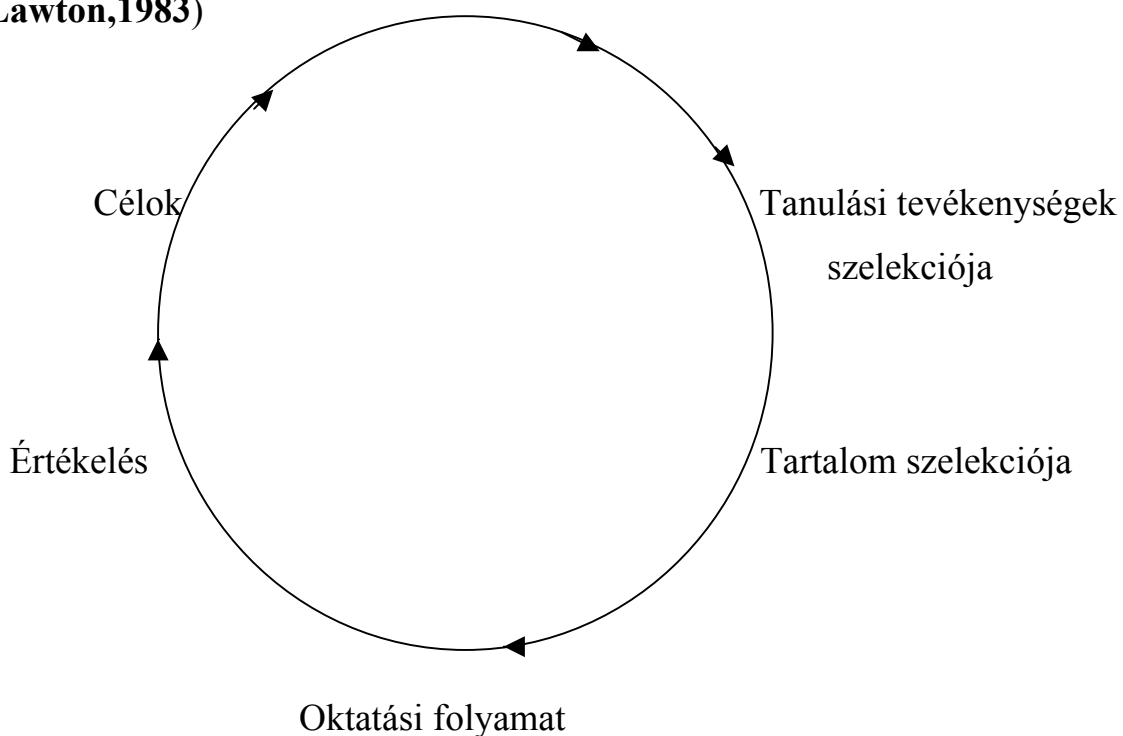 Lawton,1983)
Célok
Tanulási tevékenységek
szelekciója
Értékelés
Tartalom szelekciója
Oktatási folyamat